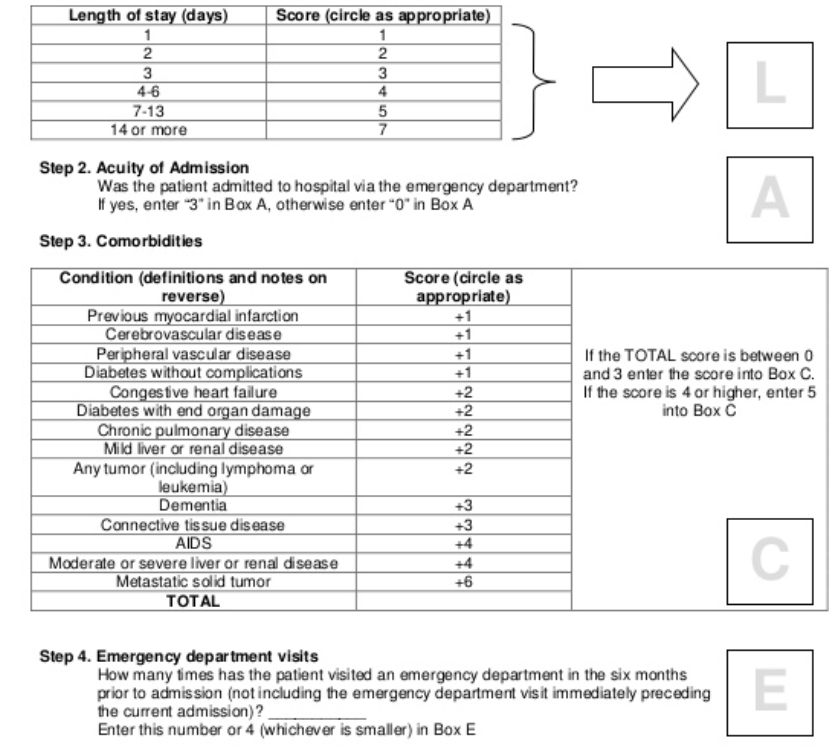 Length of stay (days) Score (circle as appropriate)
1 1
2 2
3 3
4-6 4
7-13 5
14 or more 7
L
Step 2. Acuity of Admission
Was the patient admitted to hospital via the emergency department?
If yes, enter “3” in Box A, otherwise enter “0” in Box A
A
Step 3. Comorbidities
Condition (definitions and notes on reverse) Score (circle as appropriate)
Previous myocardial infarction +1
Cerebrovascular disease +1
Peripheral vascular disease +1
Diabetes without complications +1
Congestive heart failure +2
Diabetes with end organ damage +2
Chronic pulmonary disease +2
Mild liver or renal disease +2
Any tumor (including lymphoma or leukemia) +2
Dementia +3
Connective tissue disease +3
AIDS +4
Moderate or severe liver or renal disease +4
Metastatic solid tumor +6
TOTAL
If the TOTAL score is between 0
and 3 enter the score into Box C.
If the score is 4 or higher, enter 5
into Box C
C
Step 4. Emergency department visits
How many times has the patient visited an emergency department in the six months
prior to admission (not including the emergency department visit immediately preceding
the current admission)? ____________
Enter this number or 4 (whichever is smaller) in Box E
E